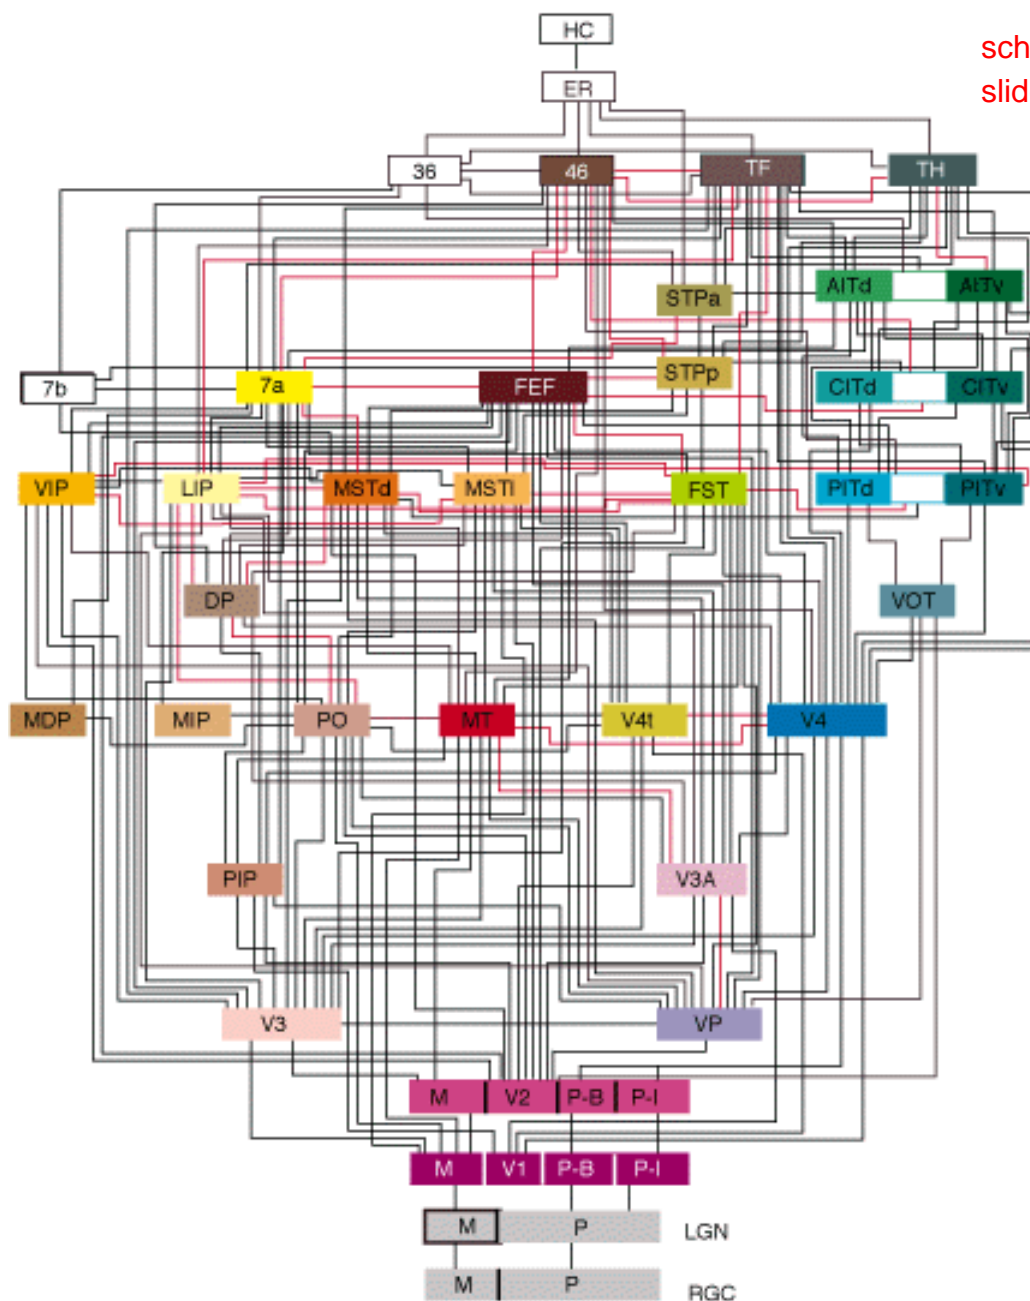 HC
sch
ER
slid
36 46 TF TH
STPa AITd AITv
7b 7a FEF STPp CITd CITv
VIP LIP MSTd MSTl FST PITd PITv
DP VOT
MDP MIP PO MT V4t V4
PIP V3A
V3 VP
M V2 P-B P-I
M V1 P-B P-I
M P LGN
M P RGC